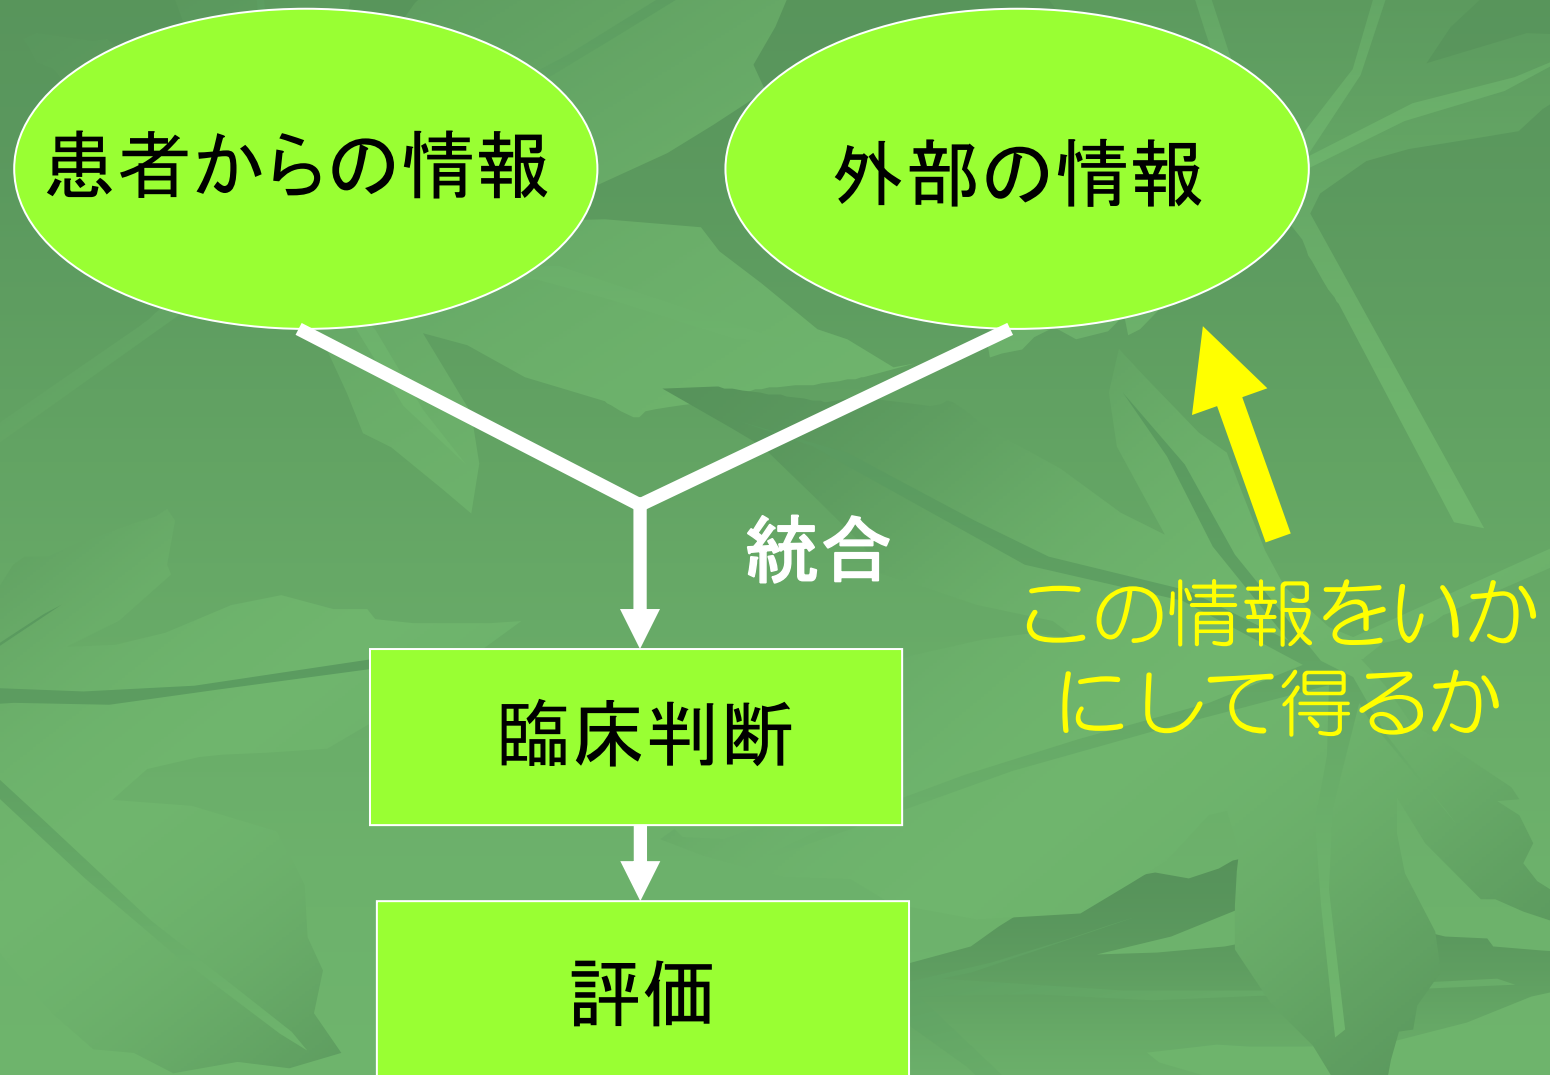 患者からの情報
外部の情報
統合
この情報をいか
にして得るか
臨床判断
評価